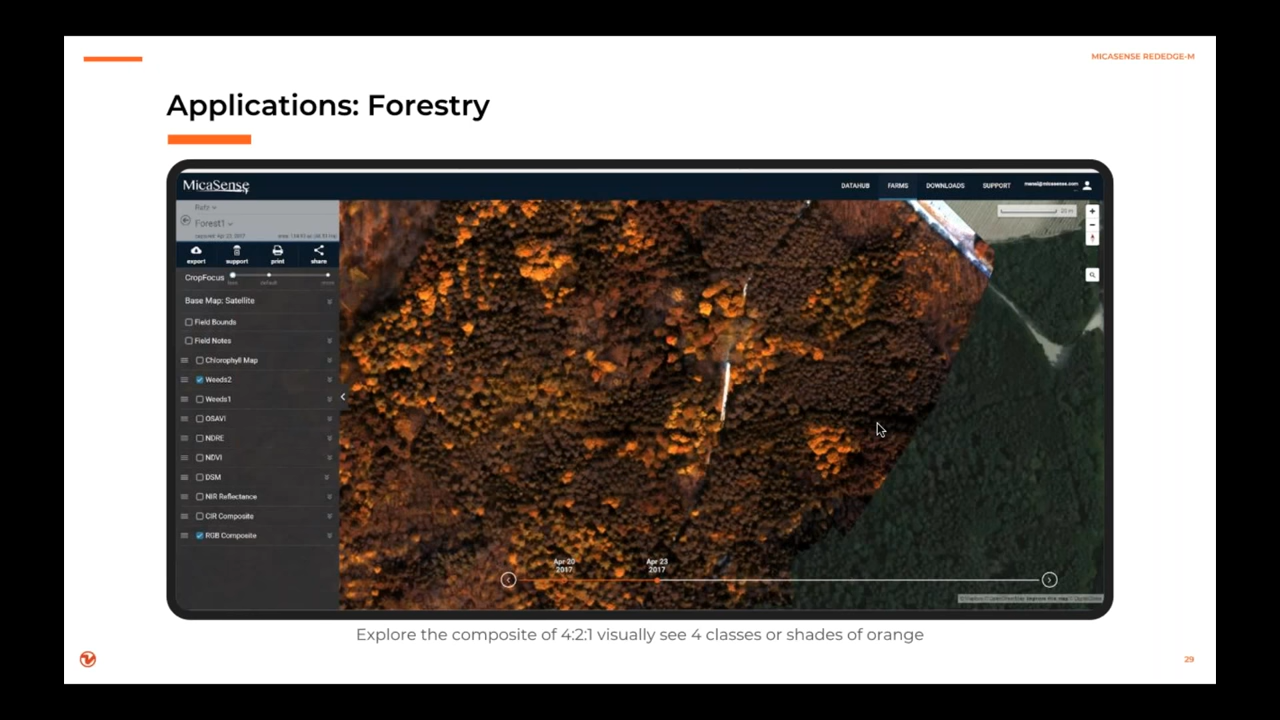 MICASENSE REDEDGE-M
Applications: Forestry
MicaSense
DATAHUB FARMS DOWNLOADS SUPPORT
Forest1
export support print share
CropFocus
default
Base Map: Satellite
Field Bounds
Field Notes
Chlorophyll Map
Weeds2
Weeds1
OSAVI
NDRE
NDVI
DSM
NIR Reflectance
CIR Composite
RGB Composite
Apr 20 Apr 23
2017 2017
Explore the composite of 4:2:1 visually see 4 classes or shades of orange
29